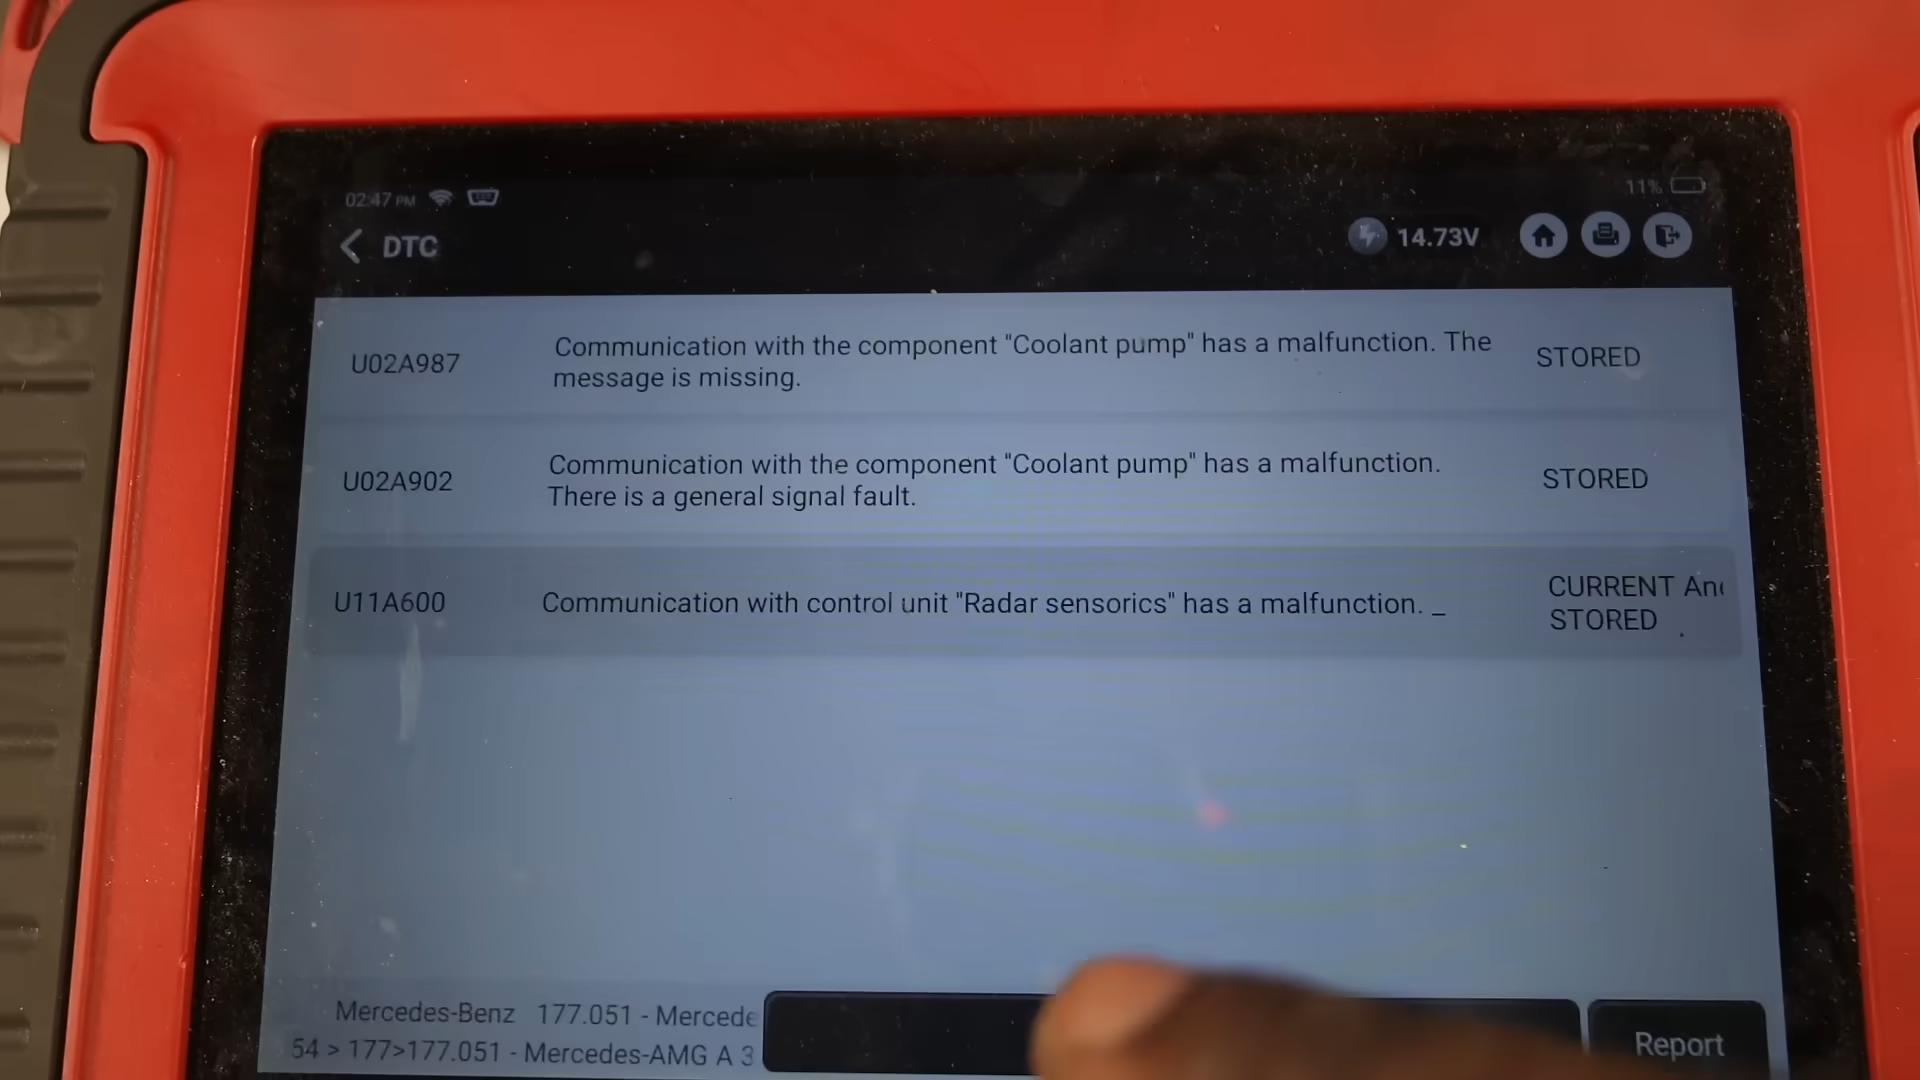 02:47 PM
11%
DTC
14.73V
U02A987
Communication with the component "Coolant pump" has a malfunction. The
message is missing.
STORED
U02A902
Communication with the component "Coolant pump" has a malfunction.
There is a general signal fault.
STORED
U11A600
Communication with control unit "Radar sensorics" has a malfunction. _
CURRENT An
STORED
Mercedes-Benz 177.051 - Mercede
54 > 177>177.051 - Mercedes-AMG A 3
Report